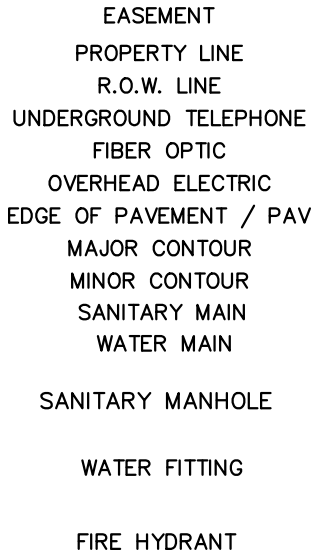 EASEMENT
PROPERTY LINE
R.O.W. LINE
UNDERGROUND TELEPHONE
FIBER OPTIC
OVERHEAD ELECTRIC
EDGE OF PAVEMENT / PAV
MAJOR CONTOUR
MINOR CONTOUR
SANITARY MAIN
WATER MAIN
SANITARY MANHOLE
WATER FITTING
FIRE HYDRANT